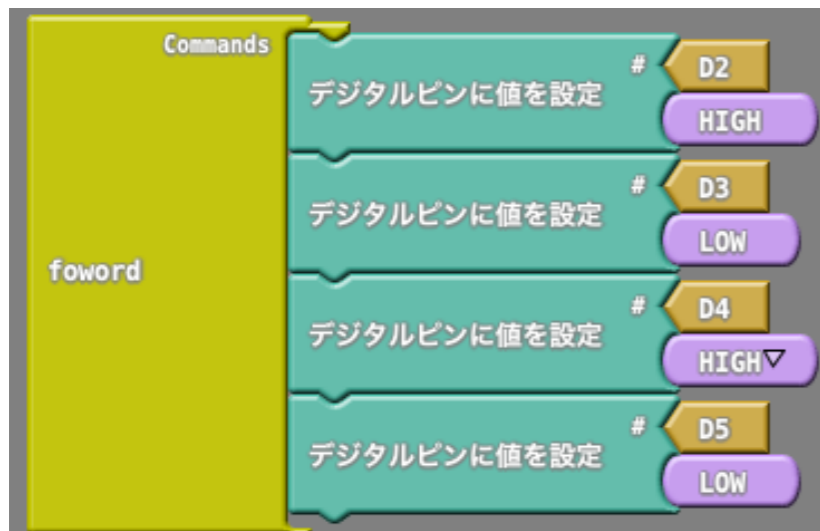 Commands
foword
デジタルピンに値を設定
#
D2
HIGH
デジタルピンに値を設定
#
D3
LOW
デジタルピンに値を設定
#
D4
HIGH
デジタルピンに値を設定
#
D5
LOW